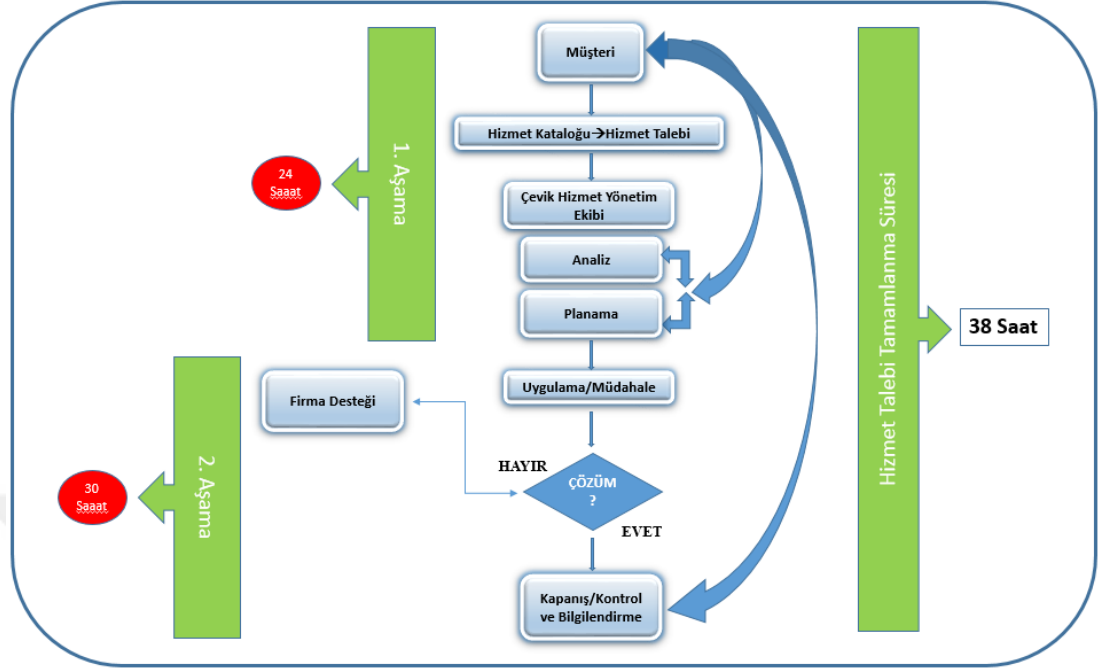 Müşteri
Hizmet Kataloğu→Hizmet Talebi
Çevik Hizmet Yönetim
Ekibi
Analiz
Planama
Uygulama/Müdahale
Firma Desteği
HAYIR
ÇÖZÜM
?
EVET
Kapanış/Kontrol
ve Bilgilendirme
1. Aşama
24
Saaat
2. Aşama
30
Saaat
Hizmet Talebi Tamamlanma Süresi
38 Saat